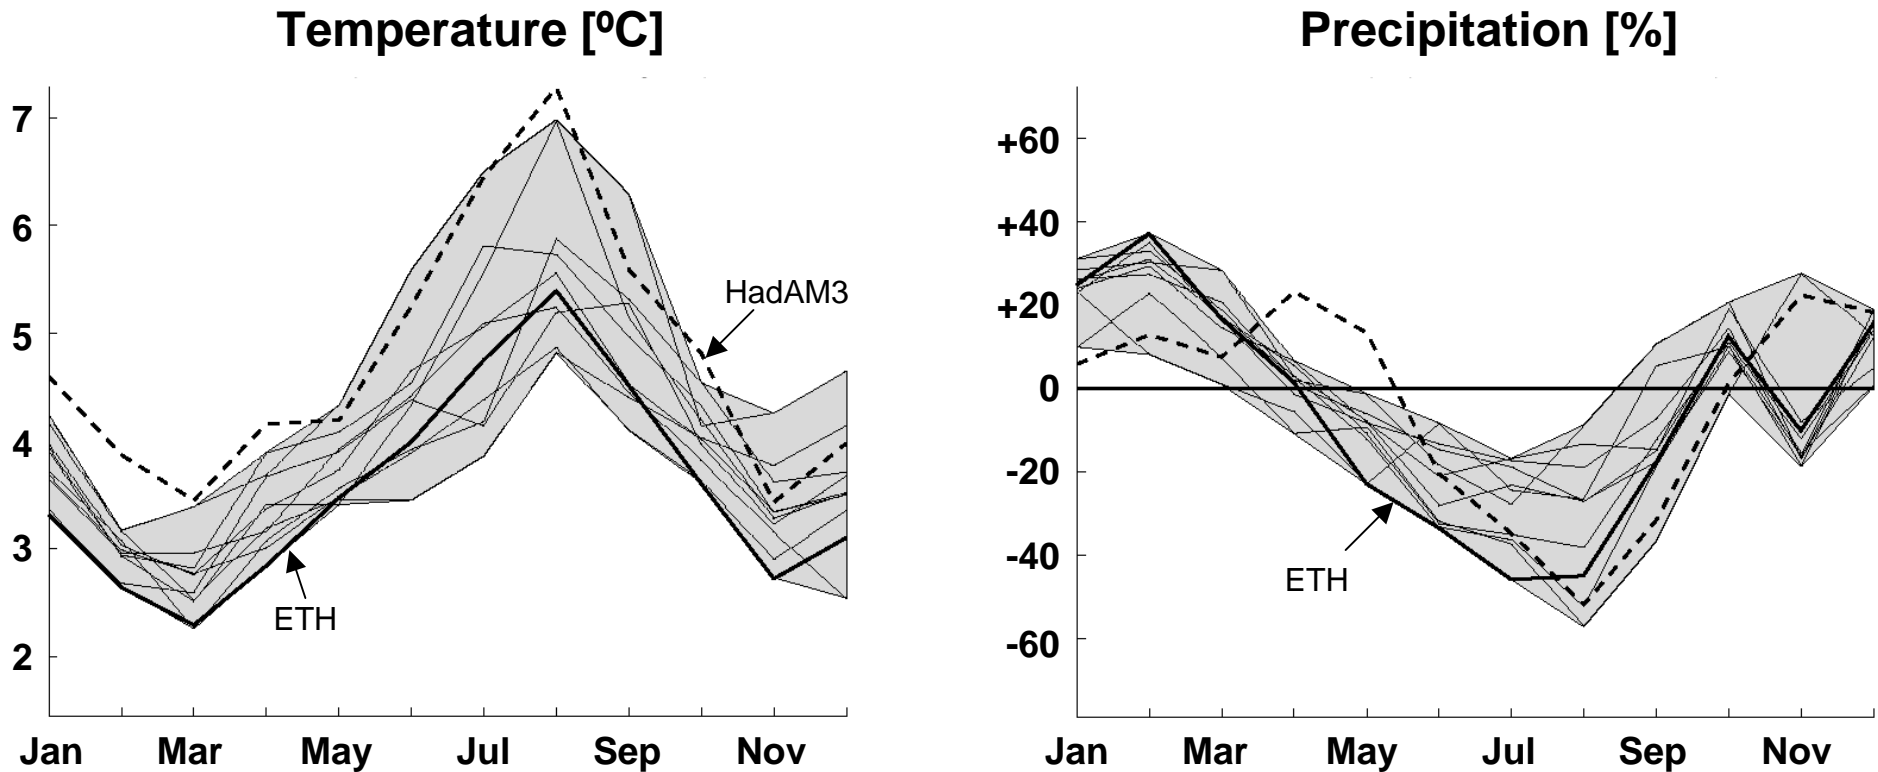 Temperature [ºC]
7
6
5
4
3
2
HadAM3
ETH
Jan Mar May Jul Sep Nov
Precipitation [%]
+60
+40
+20
0
-20
-40
-60
ETH
Jan Mar May Jul Sep Nov